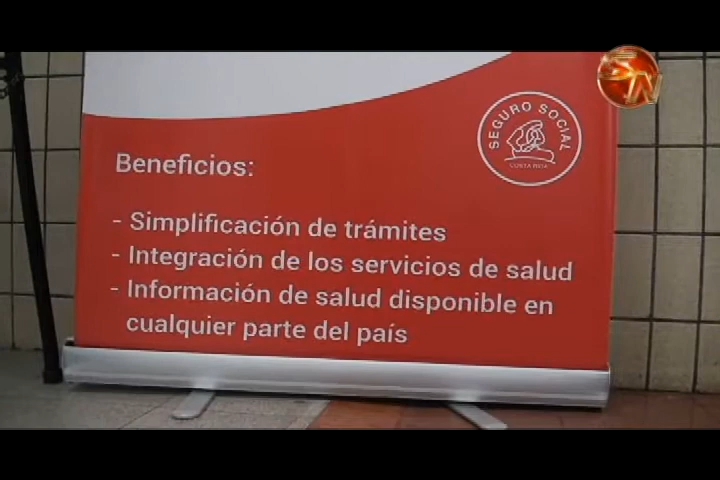 SEGURO SOCIAL
COSTA RICA
Beneficios:
- Simplificación de trámites
- Integración de los servicios de salud
- Información de salud disponible en
cualquier parte del país